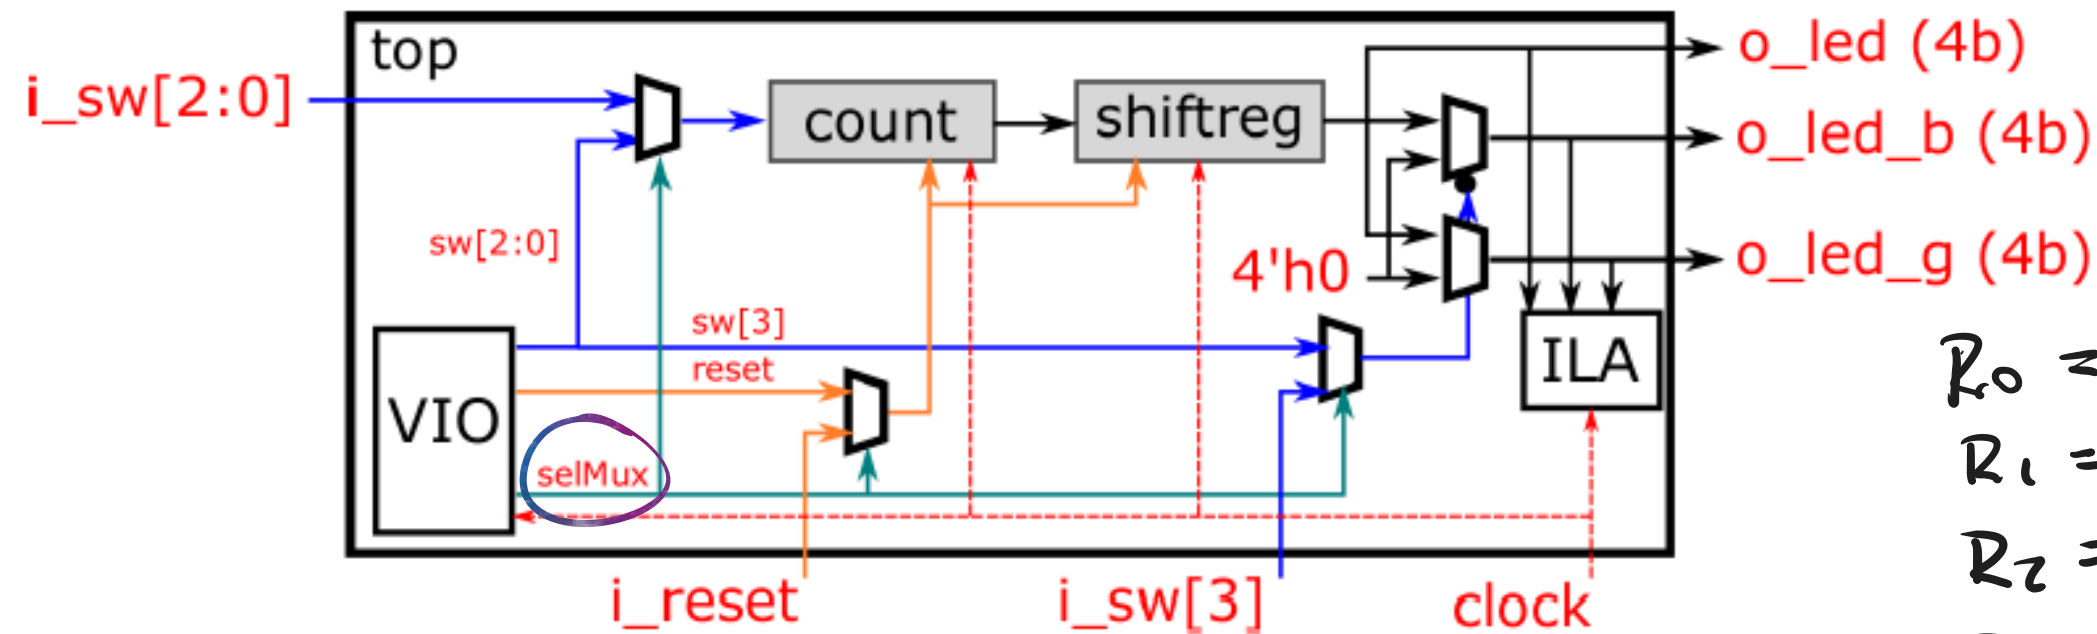 top
o_led (4b)
i_sw[2:0]
count
shiftreg
o_led_b (4b)
sw[2:0]
4'h0
o_led_g (4b)
sw[3]
reset
VIO
ILA
selMux
R0 =
R1 =
R2 =
i_reset
i_sw[3]
clock